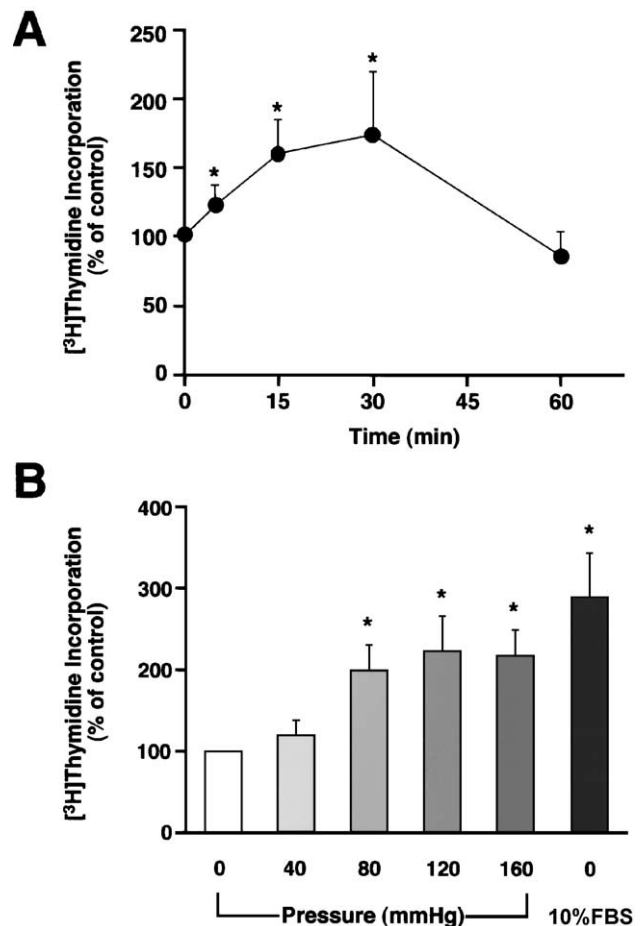 A
[³H]Thymidine Incorporation
(% of control)
250
200
150
100
50
0
*
*
*
0
15
30
45
60
Time (min)
B
[³H]Thymidine Incorporation
(% of control)
400
300
200
100
0
*
*
*
*
0 40 80 120 160 0
Pressure (mmHg) 10%FBS